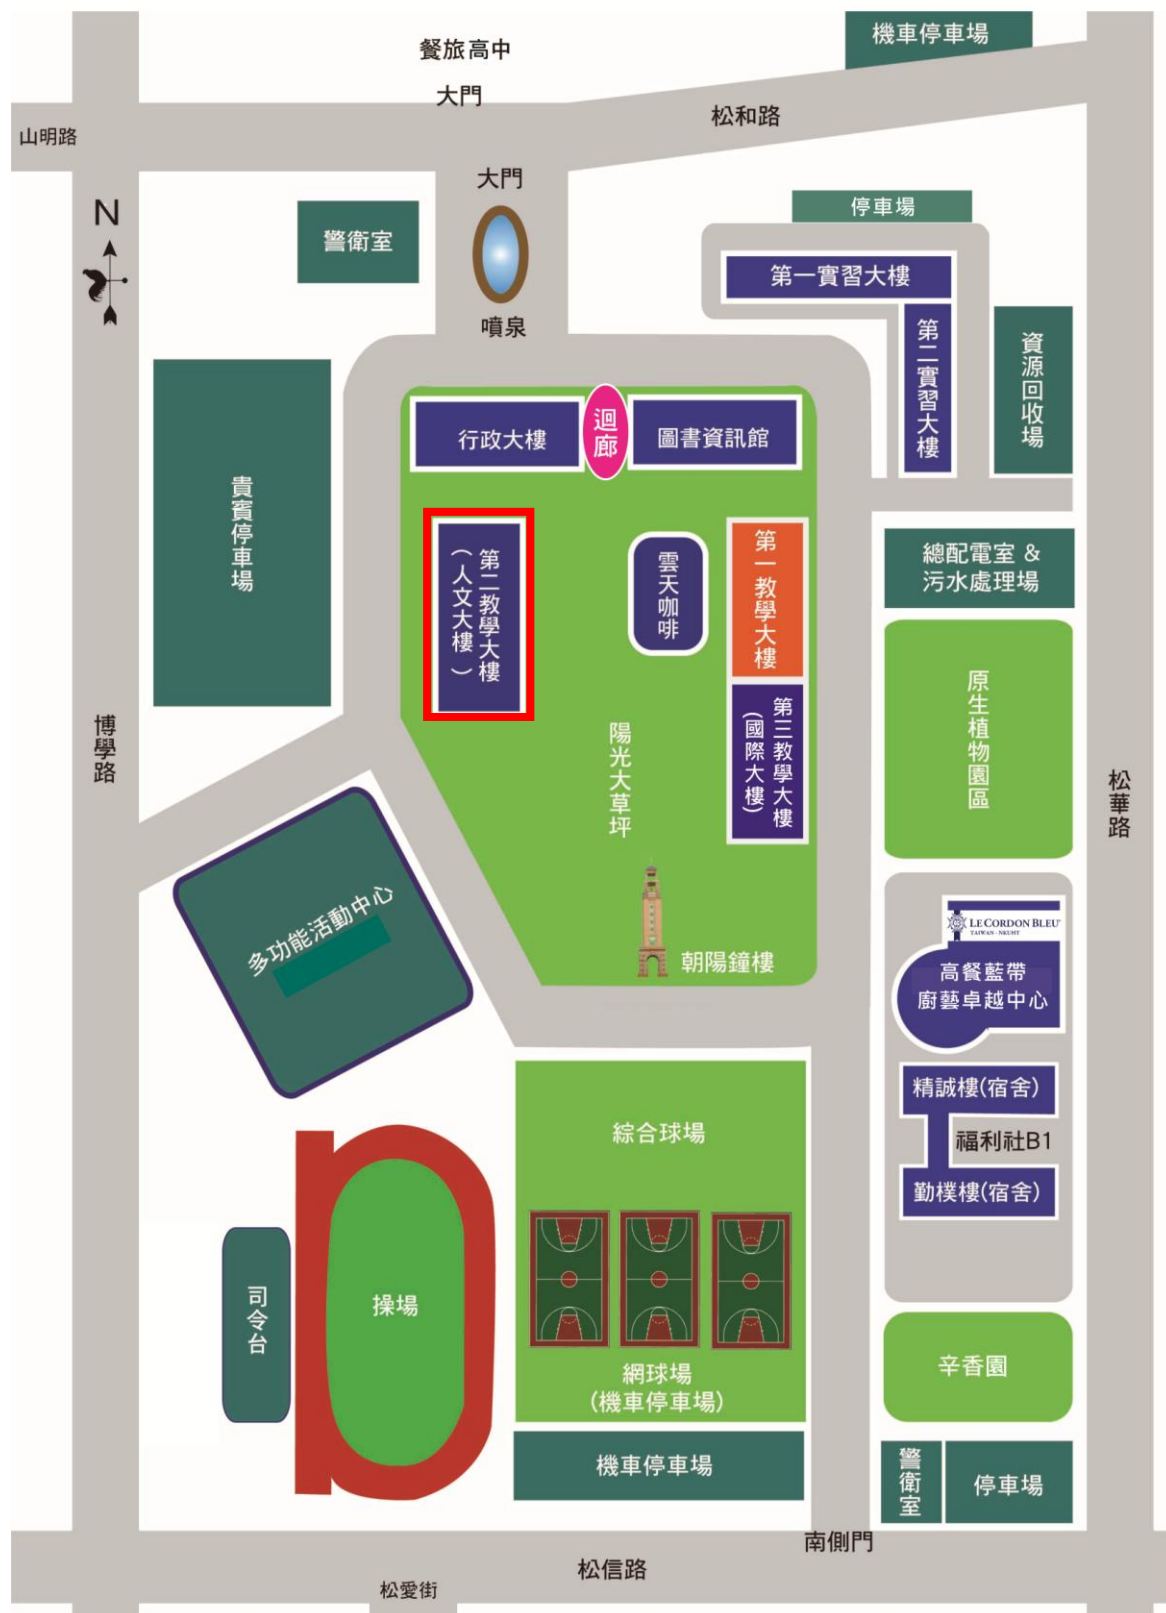 機車停車場
餐旅高中
大門
松和路
山明路
大門
N
警衛室
停車場
噴泉
第一實習大樓
第二實習大樓
資源回收場
行政大樓
迴廊
圖書資訊館
貴賓停車場
第二教學大樓
(人文大樓)
雲天咖啡
第一教學大樓
總配電室 &
污水處理場
第三教學大樓
(國際大樓)
原生植物園區
博學路
陽光大草坪
松華路
多功能活動中心
朝陽鐘樓
LE CORDON BLEU
TAIWAN - NKUHT
高餐藍帶
廚藝卓越中心
精誠樓(宿舍)
福利社B1
勤樸樓(宿舍)
綜合球場
司令台
操場
網球場
(機車停車場)
辛香園
機車停車場
警衛室
停車場
南側門
松信路
松愛街